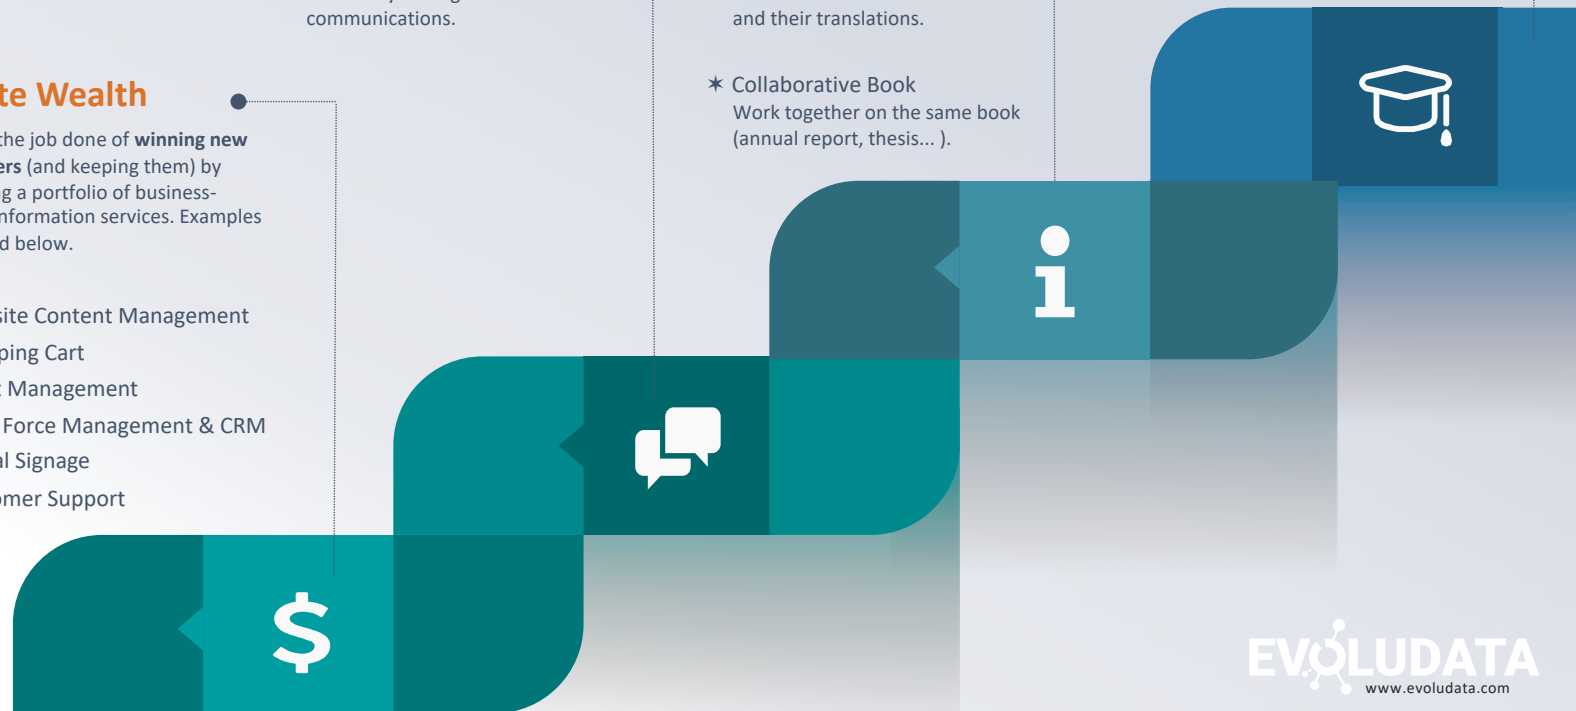 communications.
and their translations.
te Wealth
the job done of winning new
ers (and keeping them) by
ng a portfolio of business-
nformation services. Examples
d below.
site Content Management
ping Cart
t Management
Force Management & CRM
al Signage
omer Support
✶ Collaborative Book
Work together on the same book
(annual report, thesis... ).
$
i
EVOLUDATA
www.evoludata.com